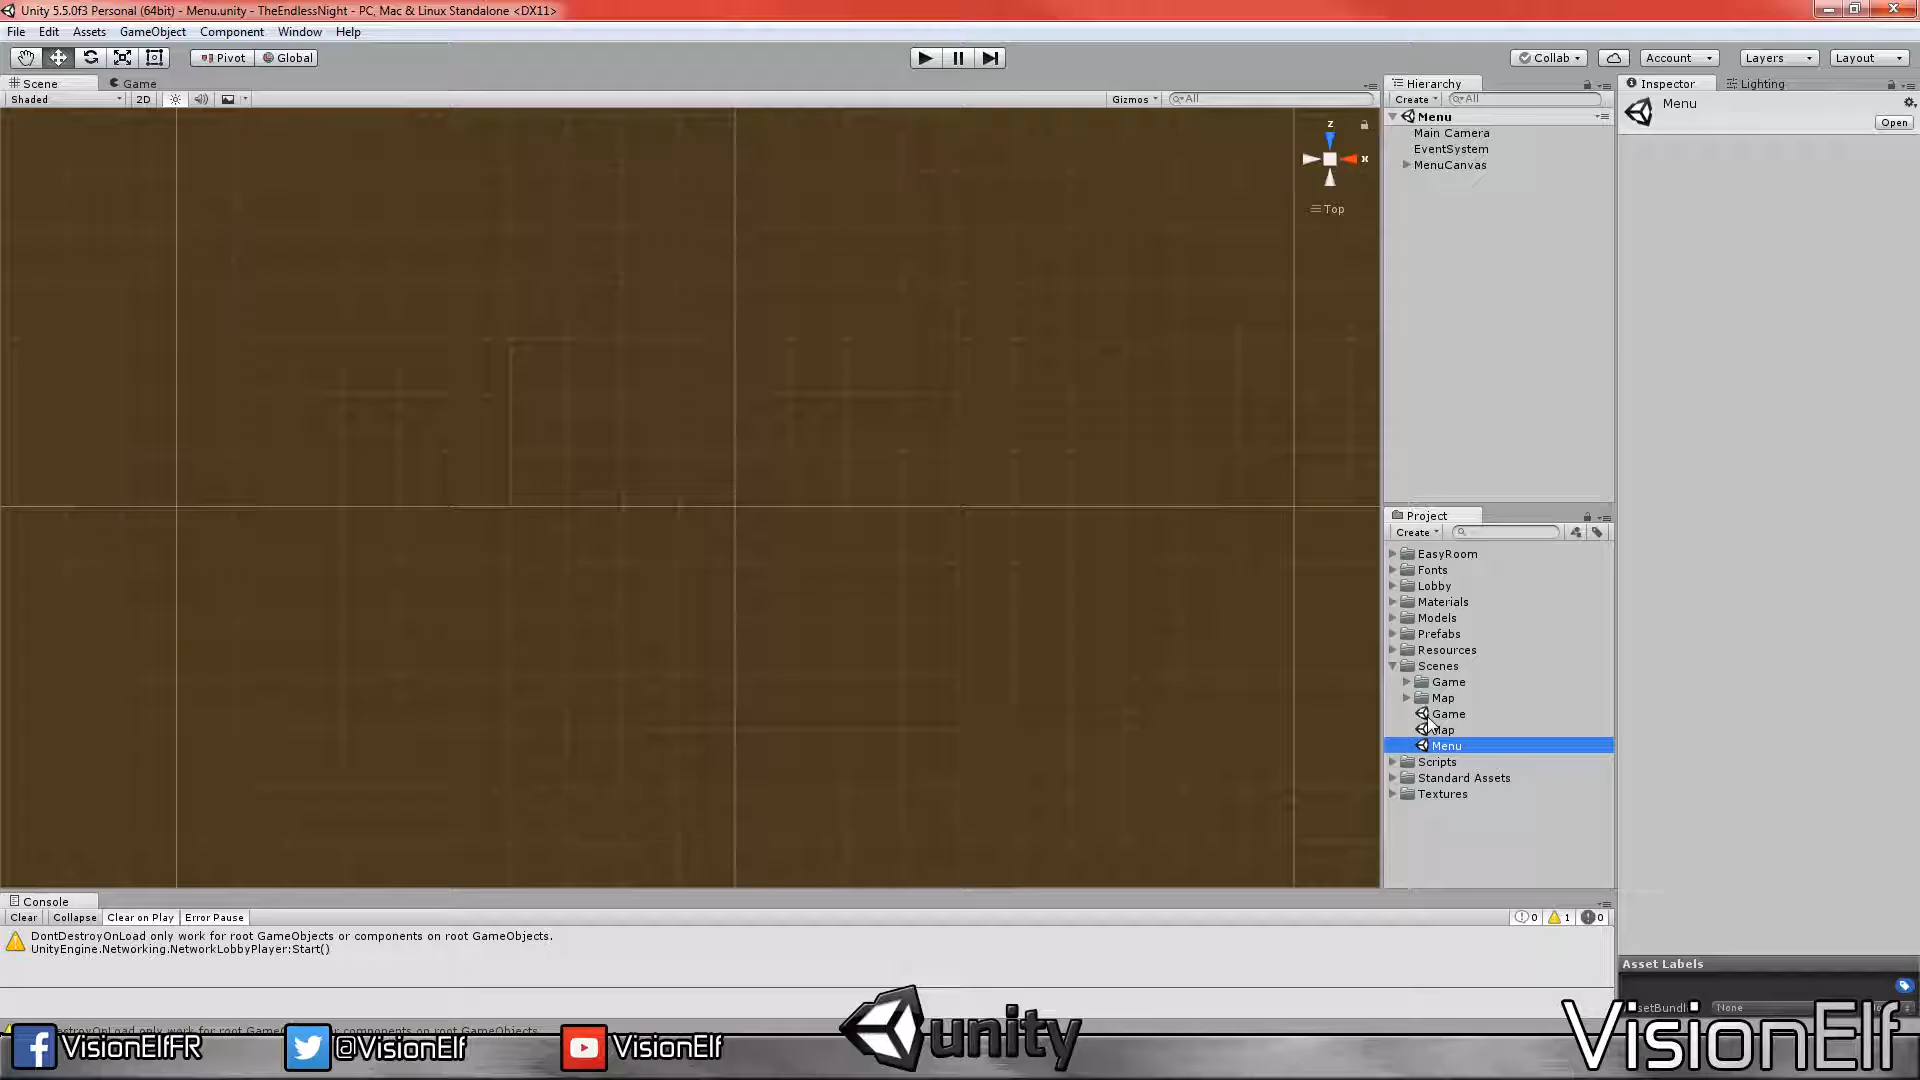 Unity 5.5.0f3 Personal (64bit) - Menu.unity - TheEndlessNight - PC, Mac & Linux Standalone <DX11>
File Edit Assets GameObject Component Window Help
Pivot Global Collab Account Layers Layout
Scene Game
Shaded 2D Gizmos All
z
x
Top
Hierarchy
Create All
Menu
Main Camera
EventSystem
MenuCanvas
Inspector Lighting
Menu
Open
Project
Create
EasyRoom
Fonts
Lobby
Materials
Models
Prefabs
Resources
Scenes
Game
Map
Game
Map
Menu
Scripts
Standard Assets
Textures
Console
Clear Collapse Clear on Play Error Pause 0 1 0
DontDestroyOnLoad only work for root GameObjects or components on root GameObjects.
UnityEngine.Networking.NetworkLobbyPlayer:Start()
Asset Labels
AssetBundl None
VisionElfFR @VisionElf VisionElf unity VisionElf